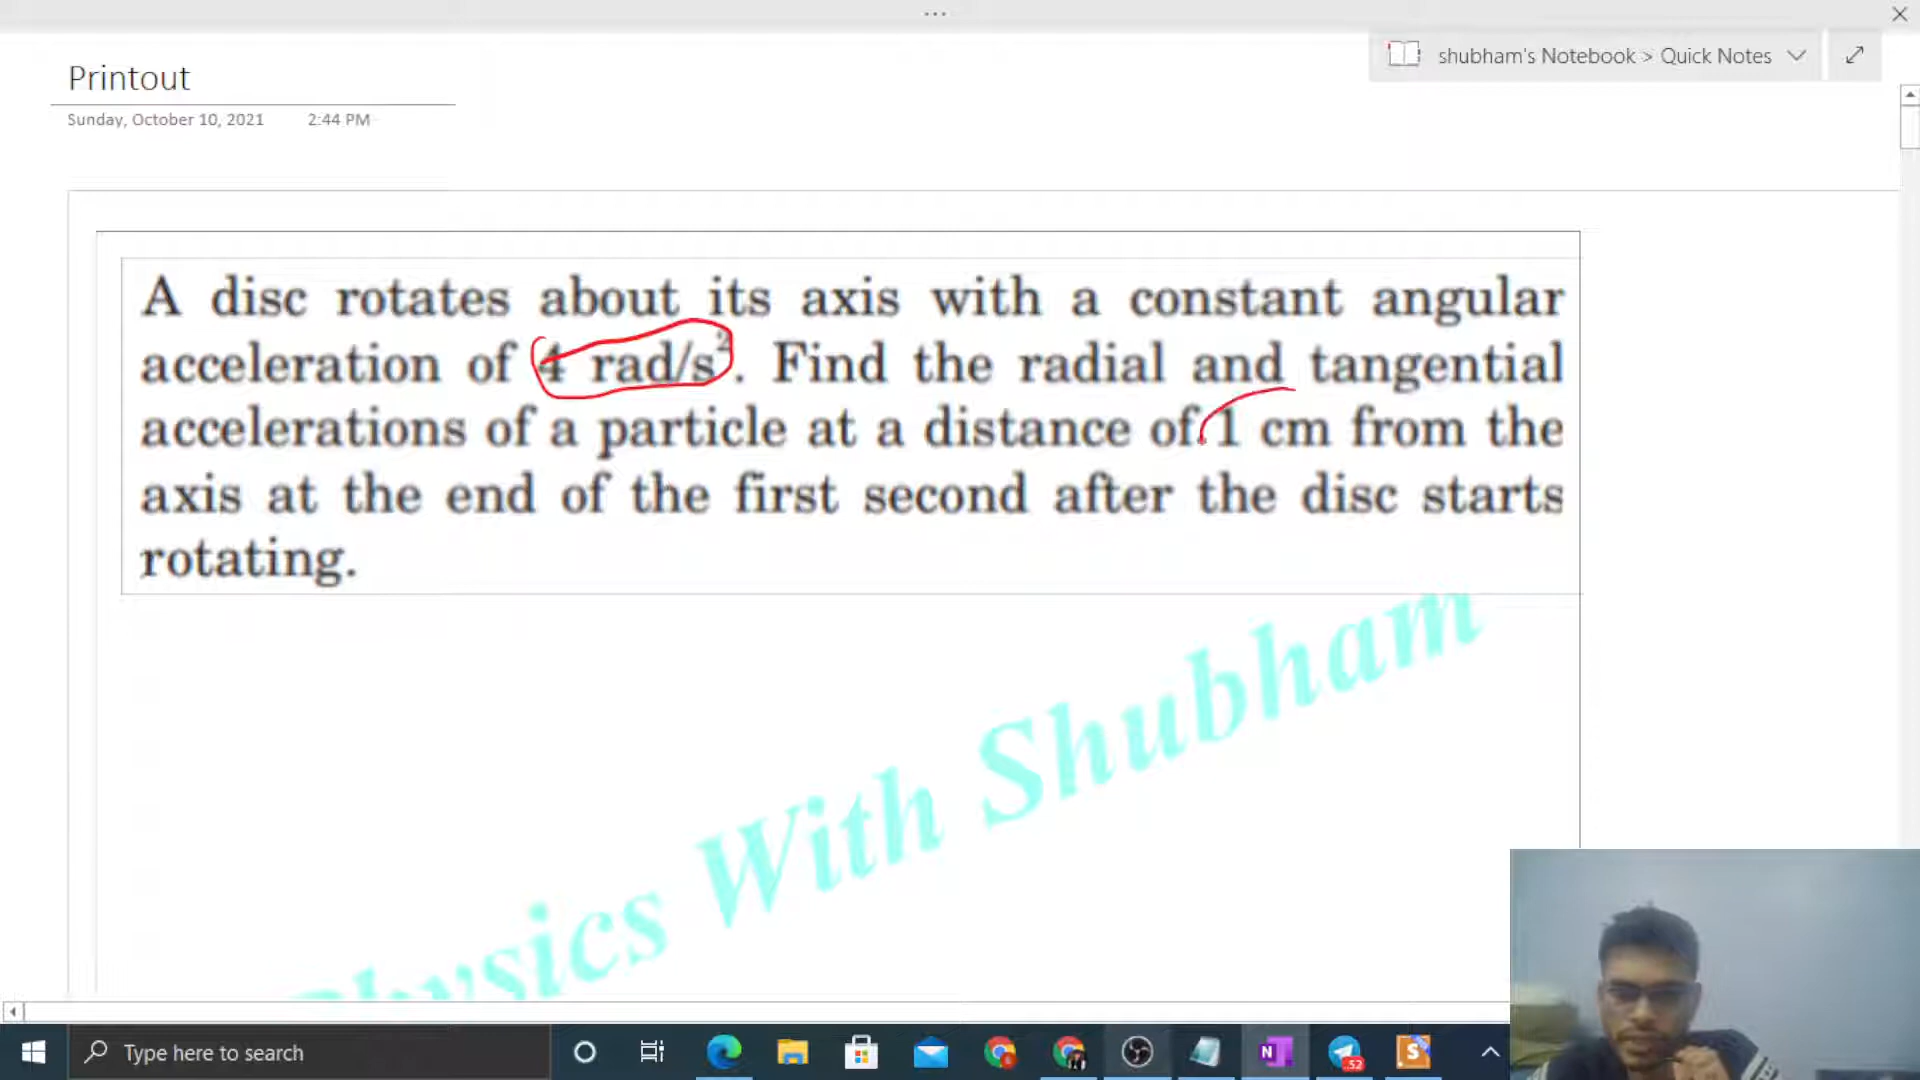 Printout
Sunday, October 10, 2021 2:44 PM
shubham's Notebook > Quick Notes
A disc rotates about its axis with a constant angular
acceleration of 4 rad/s². Find the radial and tangential
accelerations of a particle at a distance of 1 cm from the
axis at the end of the first second after the disc starts
rotating.
Physics With Shubham
Type here to search
52